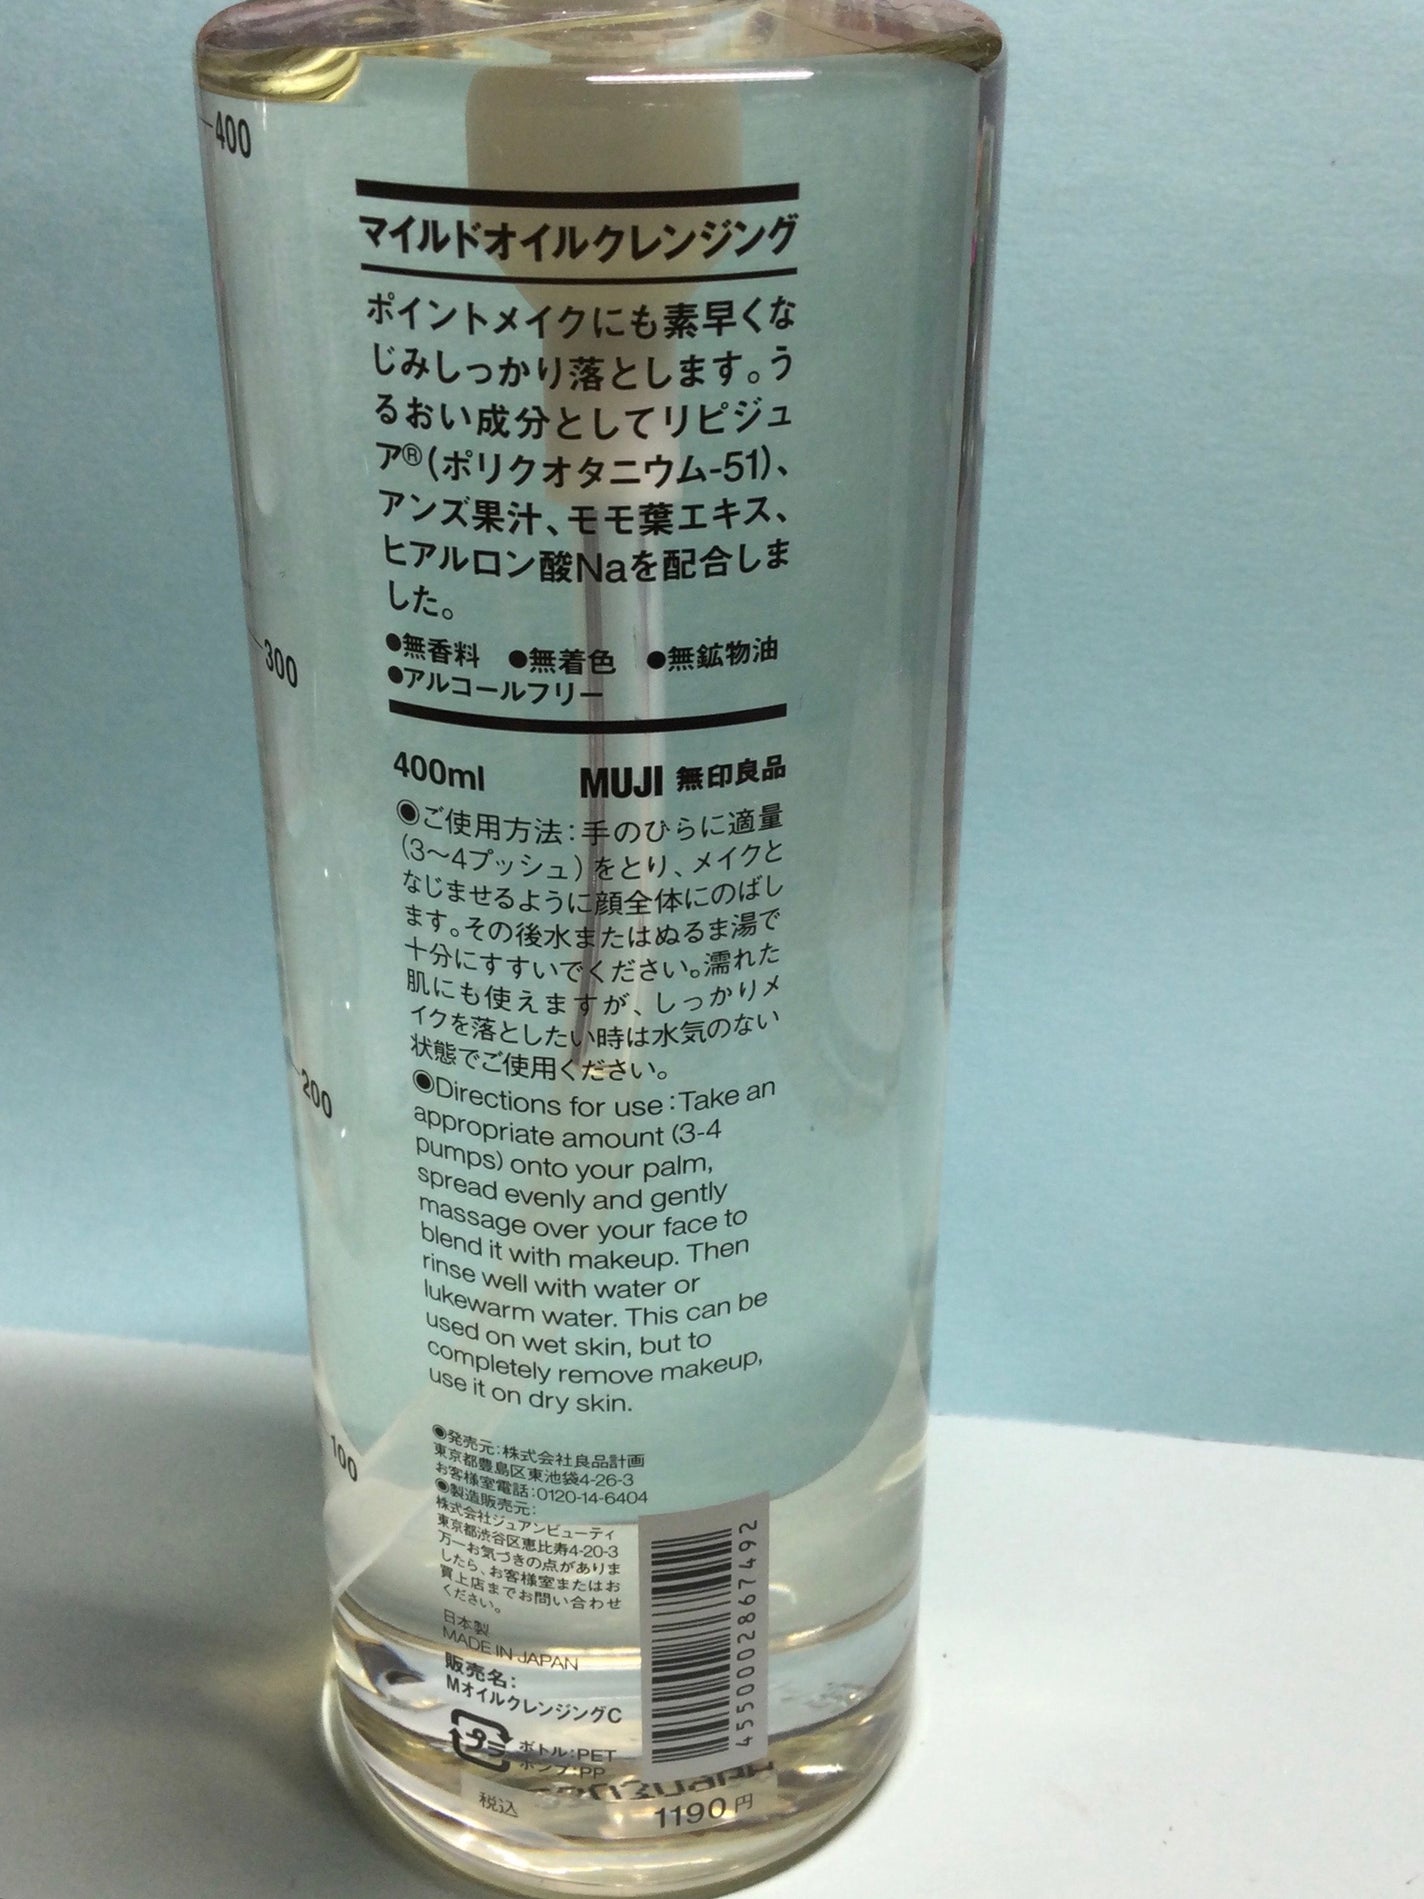 400
マイルドオイルクレンジング
ポイントメイクにも素早くな
じみしっかり落とします。う
るおい成分としてリピジュ
ア®(ポリクオタニウム-51)、
アンズ果汁、モモ葉エキス、
ヒアルロン酸Naを配合しま
した。
●無香料 ●無着色 ●無鉱物油
●アルコールフリー
300
400ml MUJI 無印良品
◉ご使用方法:手のひらに適量
(3〜4プッシュ)をとり、メイクと
なじませるように顔全体にのばし
ます。その後水またはぬるま湯で
十分にすすいでください。濡れた
肌にも使えますが、しっかりメ
イクを落としたい時は水気のない
状態でご使用ください。
200
◉Directions for use:Take an
appropriate amount (3-4
pumps) onto your palm,
spread evenly and gently
massage over your face to
blend it with makeup. Then
rinse well with water or
lukewarm water. This can be
used on wet skin, but to
completely remove makeup,
use it on dry skin.
100
◉発売元:株式会社良品計画
東京都豊島区東池袋4-26-3
お客様室電話:0120-14-6404
◉製造販売元:
株式会社ジュアンビューティ
東京都渋谷区恵比寿4-20-3
万一お気づきの点がありま
したら、お客様室またはお
買上店までお問い合わせ
ください。
日本製
MADE IN JAPAN
販売名:
MオイルクレンジングC
プラ
ボトル:PET
ポンプ:PP
4550002867492
税込 1190円